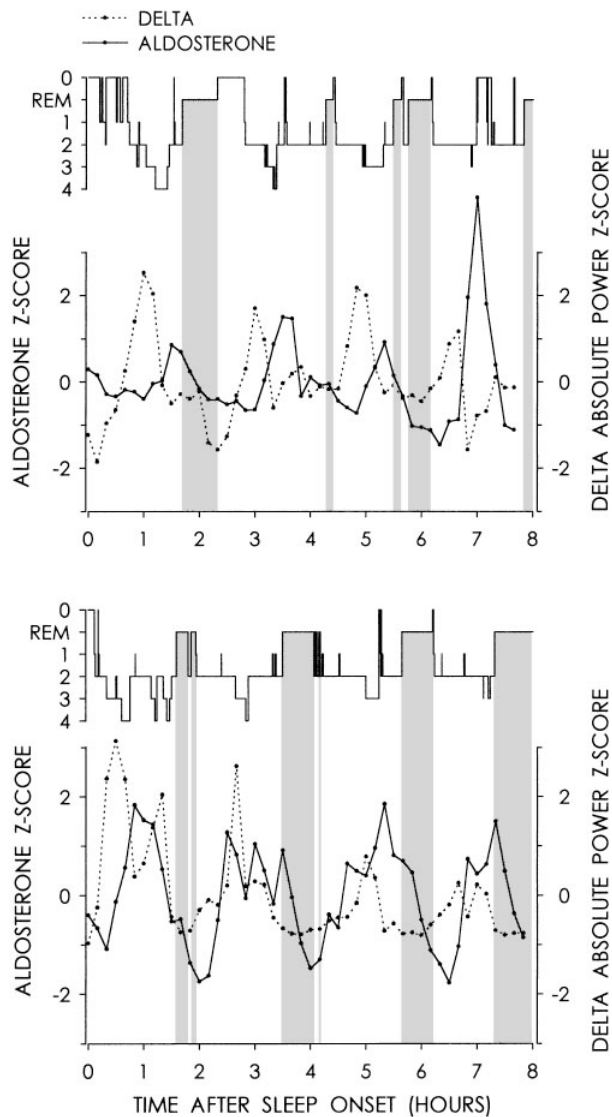 DELTA
ALDOSTERONE
0
REM
1
2
3
4
ALDOSTERONE Z-SCORE
2
0
-2
DELTA ABSOLUTE POWER Z-SCORE
2
0
-2
0 1 2 3 4 5 6 7 8
0
REM
1
2
3
4
ALDOSTERONE Z-SCORE
2
0
-2
DELTA ABSOLUTE POWER Z-SCORE
2
0
-2
0 1 2 3 4 5 6 7 8
TIME AFTER SLEEP ONSET (HOURS)